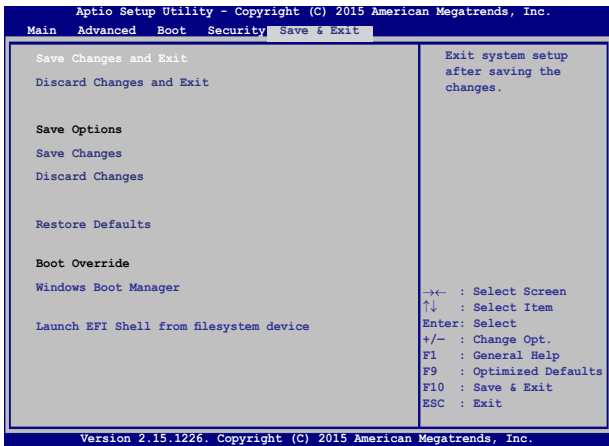 Aptio Setup Utility - Copyright (C) 2015 American Megatrends, Inc.
Main Advanced Boot Security Save & Exit
Save Changes and Exit
Discard Changes and Exit
Save Options
Save Changes
Discard Changes
Restore Defaults
Boot Override
Windows Boot Manager
Launch EFI Shell from filesystem device
Exit system setup
after saving the
changes.
→← : Select Screen
↑↓ : Select Item
Enter: Select
+/— : Change Opt.
F1 : General Help
F9 : Optimized Defaults
F10 : Save & Exit
ESC : Exit
Version 2.15.1226. Copyright (C) 2015 American Megatrends, Inc.